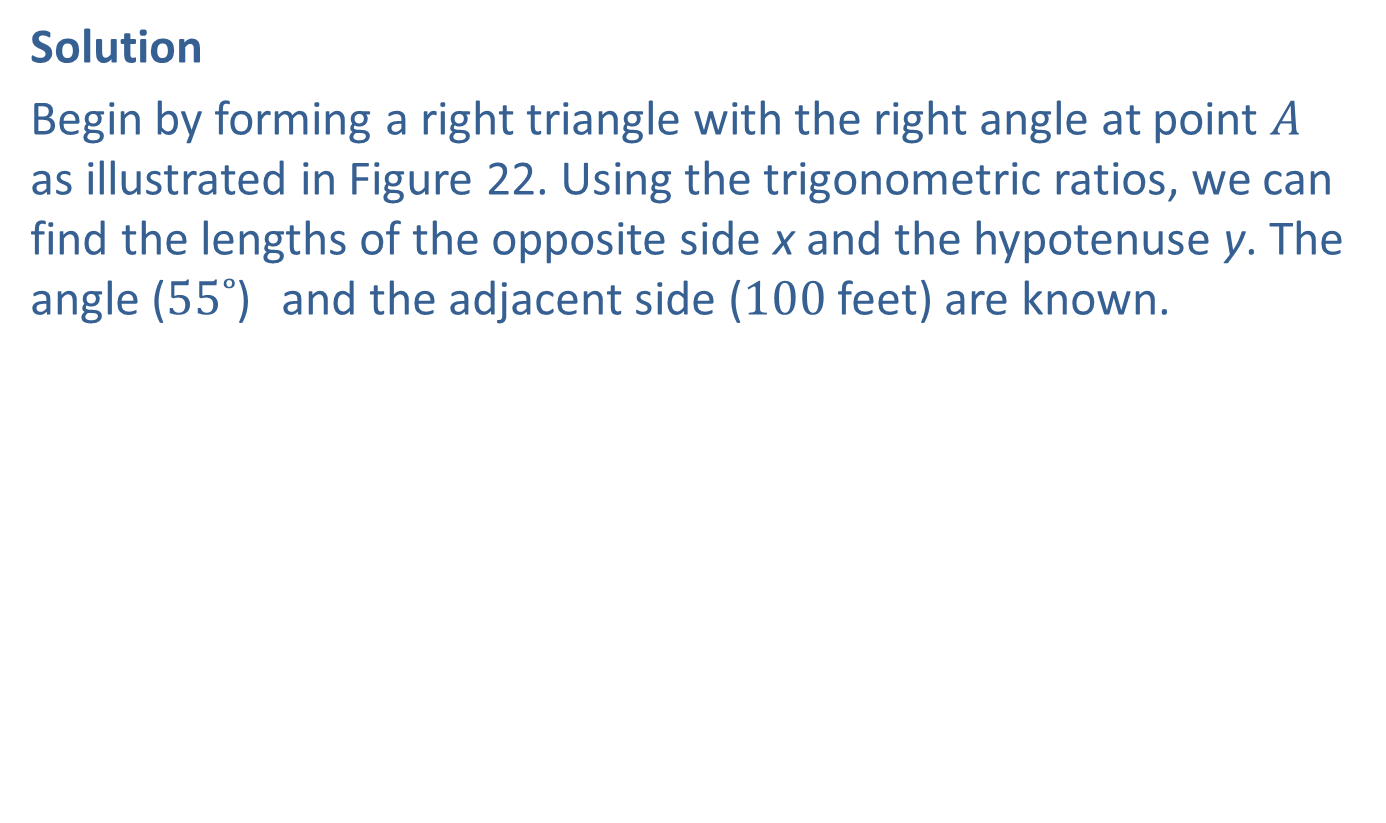 Solution
Begin by forming a right triangle with the right angle at point A
as illustrated in Figure 22. Using the trigonometric ratios, we can
find the lengths of the opposite side x and the hypotenuse y. The
angle (55°) and the adjacent side (100 feet) are known.